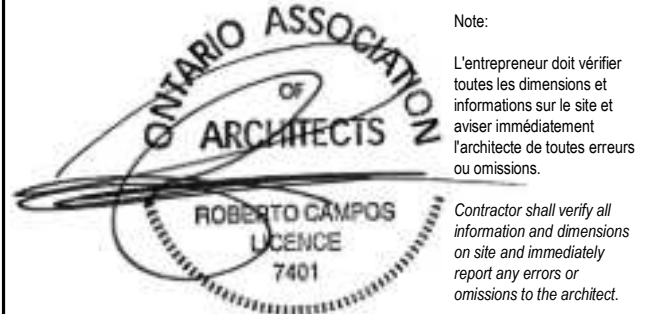 ONTARIO ASSOCIATION
OF
ARCHITECTS
ROBERTO CAMPOS
LICENCE
7401
Note:
L'entrepreneur doit vérifier
toutes les dimensions et
informations sur le site et
aviser immédiatement
l'architecte de toutes erreurs
ou omissions.
Contractor shall verify all
information and dimensions
on site and immediately
report any errors or
omissions to the architect.